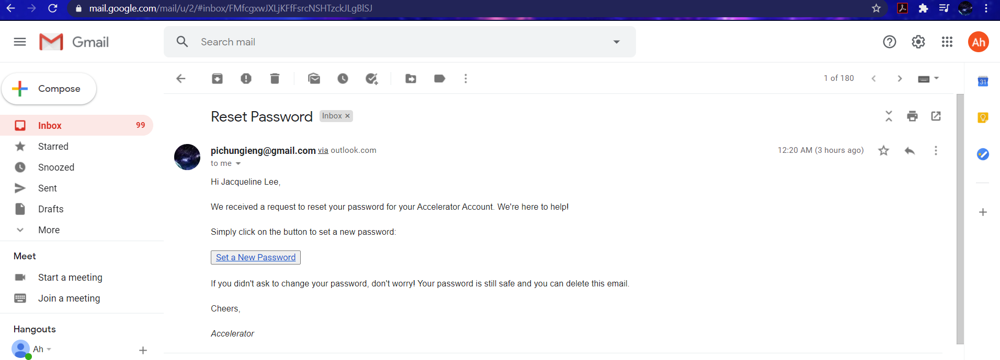 mail.google.com/mail/u/2/#inbox/FMfcgxwJXLjKFfFsrcNSHTzckJLgBlSJ
Gmail
Search mail
Ah
Compose
1 of 180
31
Inbox 99
Starred
Snoozed
Sent
Drafts
More
Meet
Start a meeting
Join a meeting
Hangouts
Ah
Reset Password Inbox ×
pichungieng@gmail.com via outlook.com
12:20 AM (3 hours ago)
to me
Hi Jacqueline Lee,
We received a request to reset your password for your Accelerator Account. We're here to help!
Simply click on the button to set a new password:
Set a New Password
If you didn't ask to change your password, don't worry! Your password is still safe and you can delete this email.
Cheers,
Accelerator